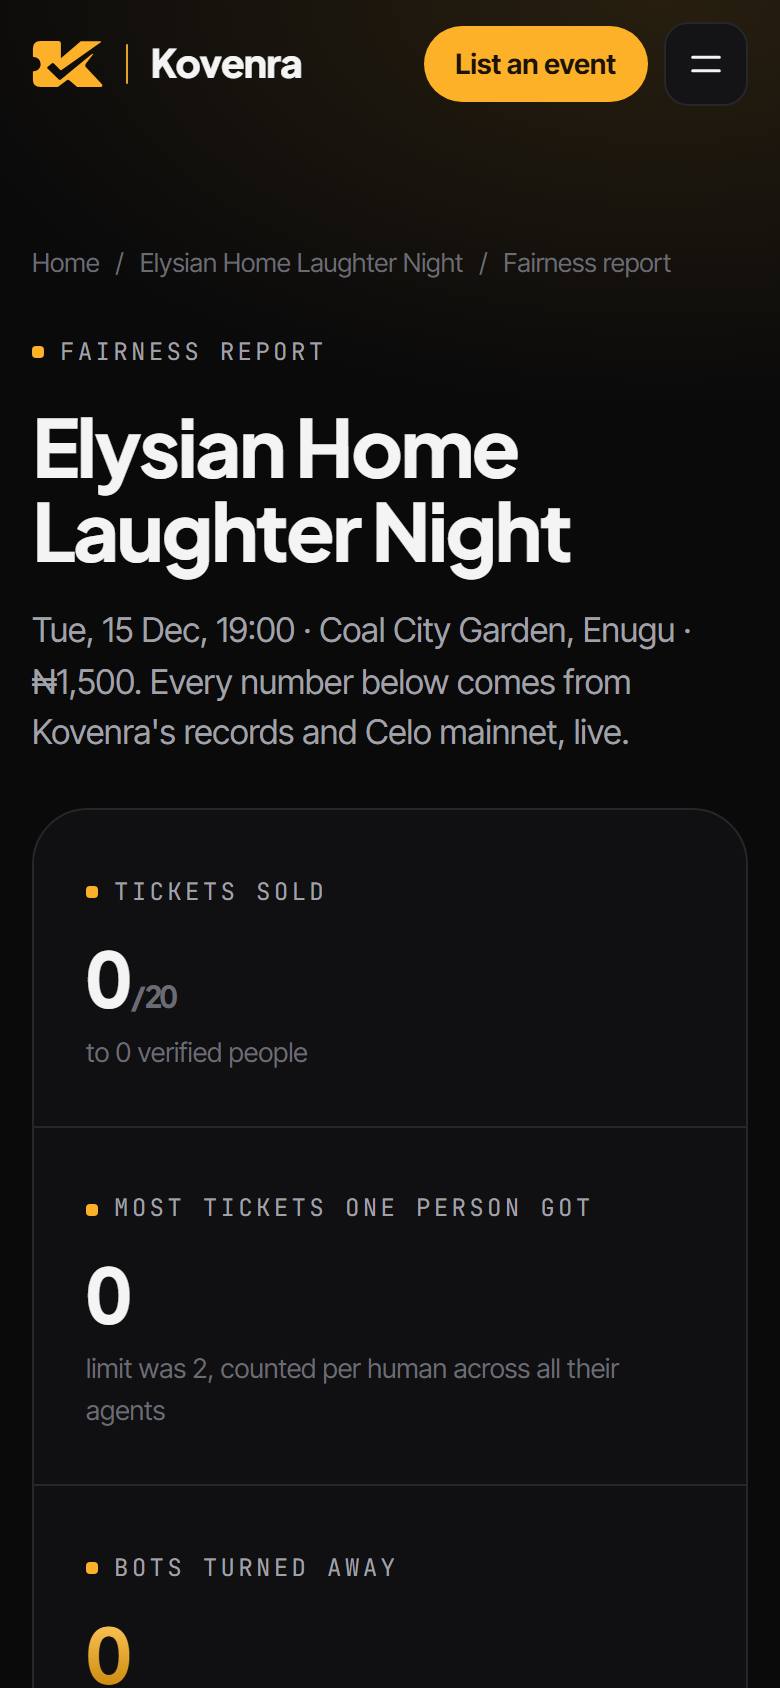 Kovenra
List an event
Home / Elysian Home Laughter Night / Fairness report
FAIRNESS REPORT
Elysian Home
Laughter Night
Tue, 15 Dec, 19:00 · Coal City Garden, Enugu ·
₦1,500. Every number below comes from
Kovenra's records and Celo mainnet, live.
TICKETS SOLD
0/20
to 0 verified people
MOST TICKETS ONE PERSON GOT
0
limit was 2, counted per human across all their
agents
BOTS TURNED AWAY
0